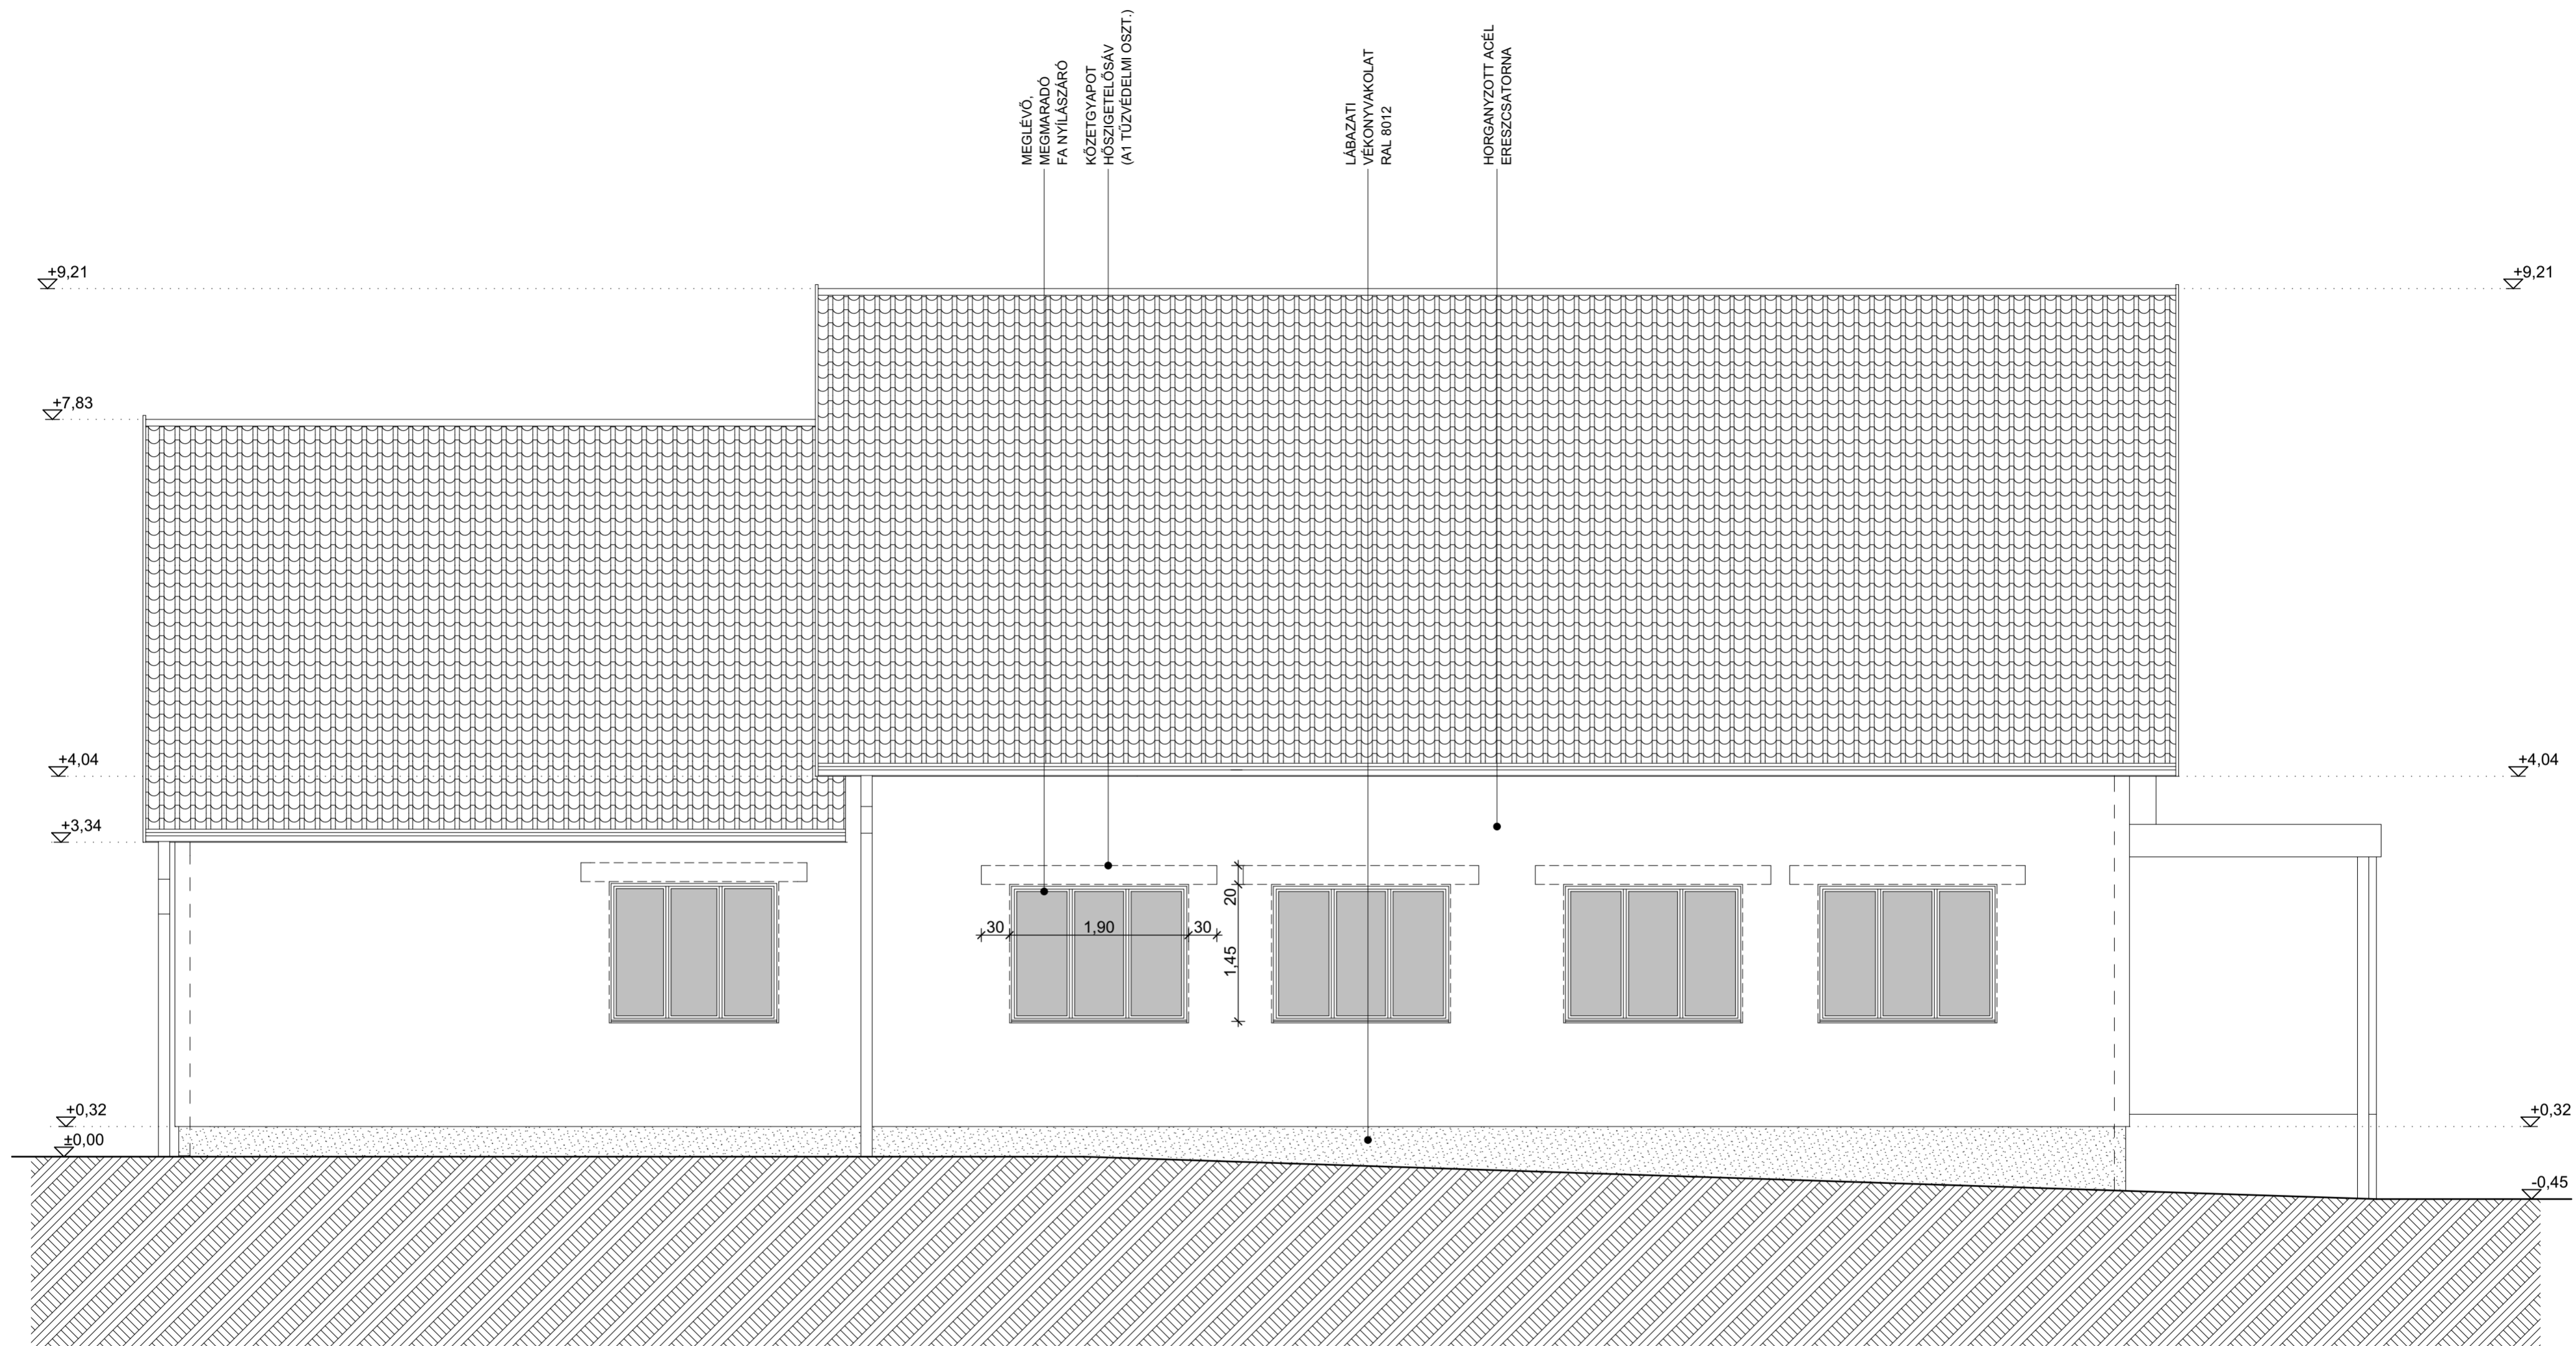 MEGLÉVŐ,
MEGMARADÓ
FA NYÍLÁSZÁRÓ
KŐZETGYAPOT
HŐSZIGETELŐSÁV
(A1 TŰZVÉDELMI OSZT.)
LÁBAZATI
VÉKONYVAKOLAT
RAL 8012
HORGANYZOTT ACÉL
ERESZCSATORNA
+9,21
+9,21
+7,83
+4,04
+4,04
+3,34
20
30
1,90
30
1,45
+0,32
+0,32
±0,00
-0,45